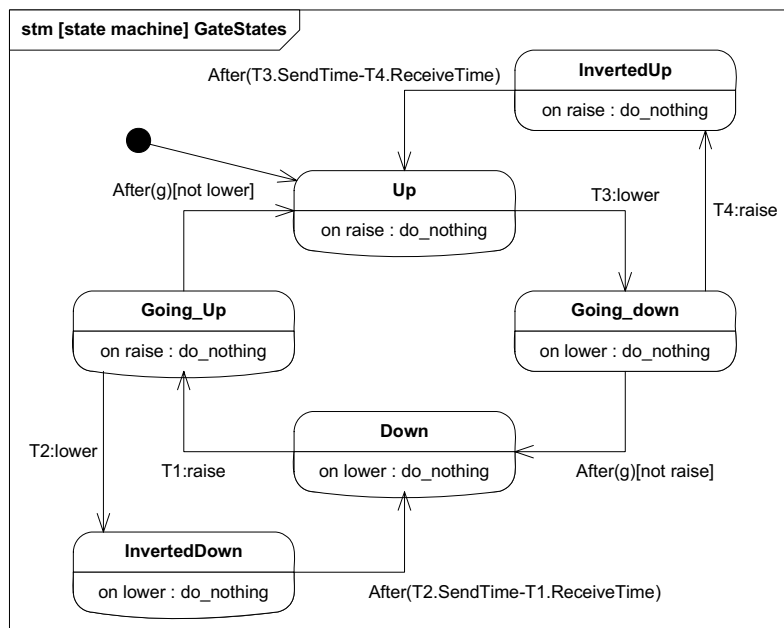 stm [state machine] GateStates
InvertedUp
After(T3.SendTime-T4.ReceiveTime)
on raise : do_nothing
Up
After(g)[not lower]
T3:lower
T4:raise
on raise : do_nothing
Going_Up
Going_down
on raise : do_nothing
on lower : do_nothing
Down
T2:lower
T1:raise
on lower : do_nothing
After(g)[not raise]
InvertedDown
on lower : do_nothing
After(T2.SendTime-T1.ReceiveTime)